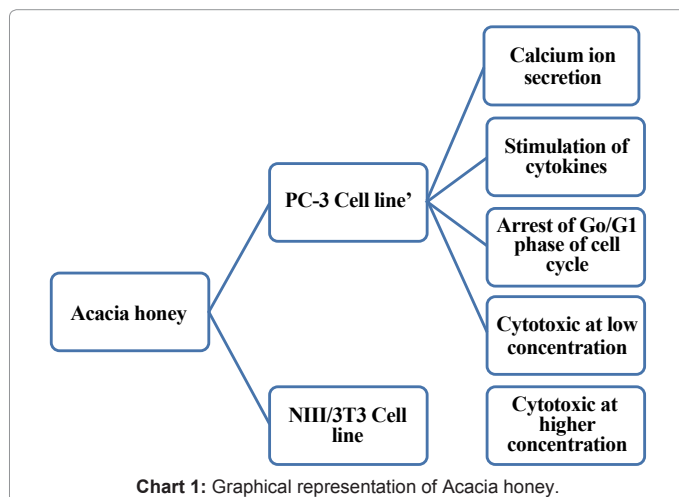 Calcium ion
secretion
Stimulation of
cytokines
PC-3 Cell line’
Arrest of Go/G1
phase of cell
cycle
Acacia honey
Cytotoxic at low
concentration
NIII/3T3 Cell
line
Cytotoxic at
higher
concentration
Chart 1: Graphical representation of Acacia honey.